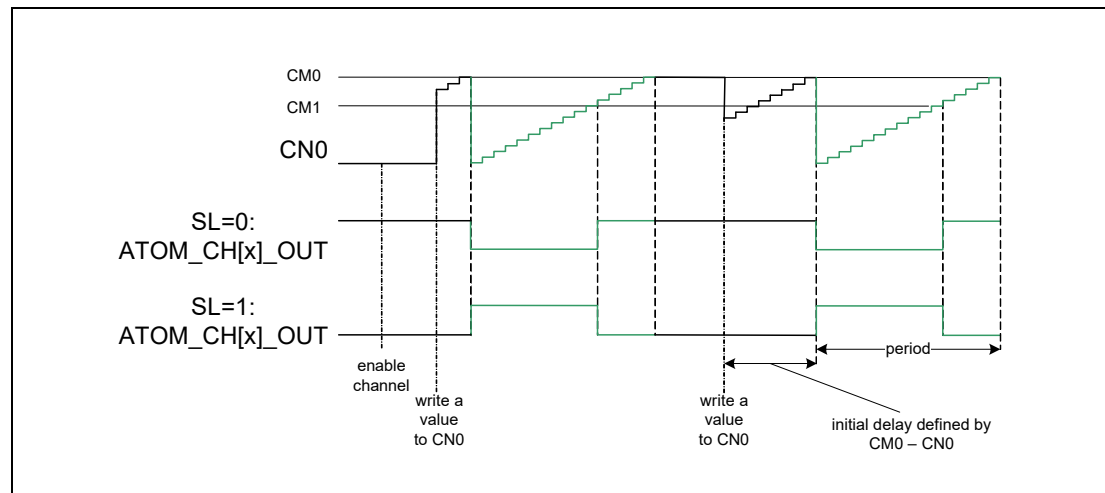 CM0
CM1
CN0
SL=0:
ATOM_CH[x]_OUT
SL=1:
ATOM_CH[x]_OUT
enable
channel
write a
value
to CN0
write a
value
to CN0
period
initial delay defined by
CM0 – CN0